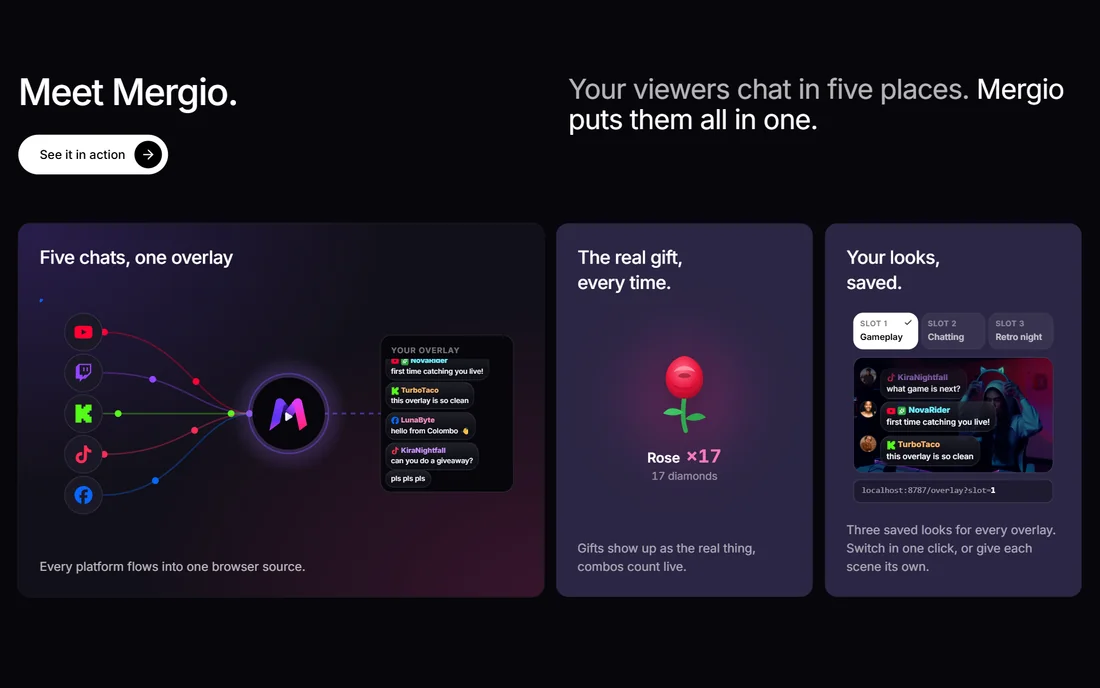 Meet Mergio.
See it in action
Your viewers chat in five places. Mergio
puts them all in one.
Five chats, one overlay
YOUR OVERLAY
NovaRider
first time catching you live!
TurboTaco
this overlay is so clean
LunaByte
hello from Colombo 👋
KiraNightfall
can you do a giveaway?
pls pls pls
Every platform flows into one browser source.
The real gift,
every time.
Rose ×17
17 diamonds
Gifts show up as the real thing,
combos count live.
Your looks,
saved.
SLOT 1
Gameplay
SLOT 2
Chatting
SLOT 3
Retro night
KiraNightfall
what game is next?
NovaRider
first time catching you live!
TurboTaco
this overlay is so clean
localhost:8787/overlay?slot=1
Three saved looks for every overlay.
Switch in one click, or give each
scene its own.